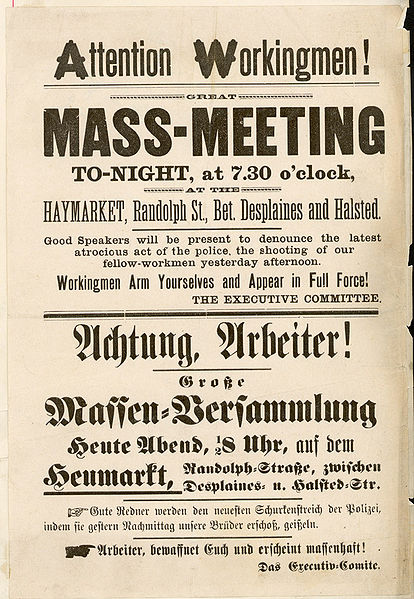 Attention Workingmen!
GREAT
MASS-MEETING
TO-NIGHT, at 7.30 o'clock,
AT THE
HAYMARKET, Randolph St., Bet. Desplaines and Halsted.
Good Speakers will be present to denounce the latest
atrocious act of the police, the shooting of our
fellow-workmen yesterday afternoon.
Workingmen Arm Yourselves and Appear in Full Force!
THE EXECUTIVE COMMITTEE.
Achtung, Arbeiter!
Große
Massen-Versammlung
Heute Abend, ½8 Uhr, auf dem
Heumarkt, Randolph-Straße, zwischen
Desplaines- u. Halsted-Str.
☞ Gute Redner werden den neuesten Schurkenstreich der Polizei,
indem sie gestern Nachmittag unsere Brüder erschoß, geißeln.
☛ Arbeiter, bewaffnet Euch und erscheint massenhaft!
Das Executiv-Comite.